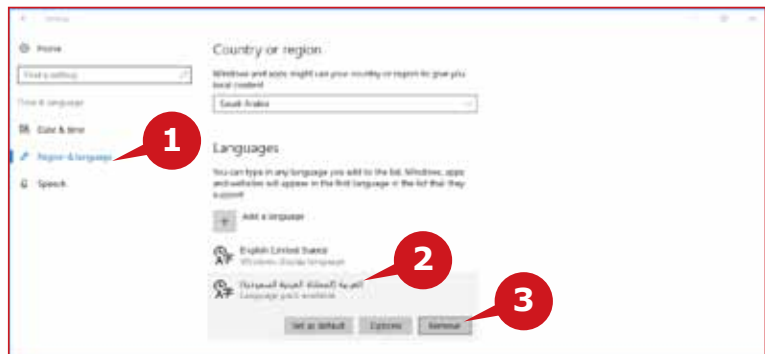 Home
Find a setting
Time & language
Date & time
Region & language
Speech
1
Country or region
Windows and apps might use your country or region to give you
local content
Saudi Arabia
Languages
You can type in any language you add to the list. Windows, apps
and websites will appear in the first language in the list that they
support
Add a language
English (United States)
Windows display language
العربية (المملكة العربية السعودية)
Language pack available
2
Set as default
Options
Remove
3